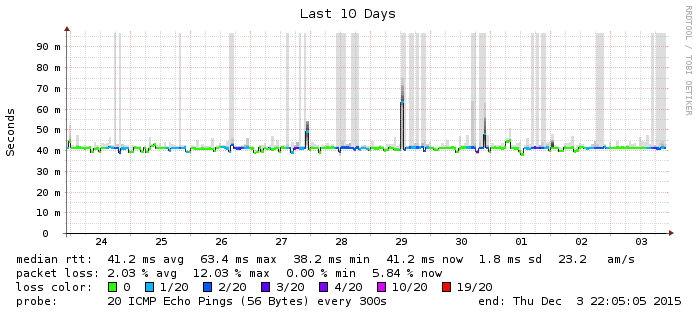 Last 10 Days
RRDTOOL / TOBI OETIKER
Seconds
90 m
80 m
70 m
60 m
50 m
40 m
30 m
20 m
10 m
0
24 25 26 27 28 29 30 01 02 03
median rtt: 41.2 ms avg 63.4 ms max 38.2 ms min 41.2 ms now 1.8 ms sd 23.2 am/s
packet loss: 2.03 % avg 12.03 % max 0.00 % min 5.84 % now
loss color: 0 1/20 2/20 3/20 4/20 10/20 19/20
probe: 20 ICMP Echo Pings (56 Bytes) every 300s end: Thu Dec 3 22:05:05 2015